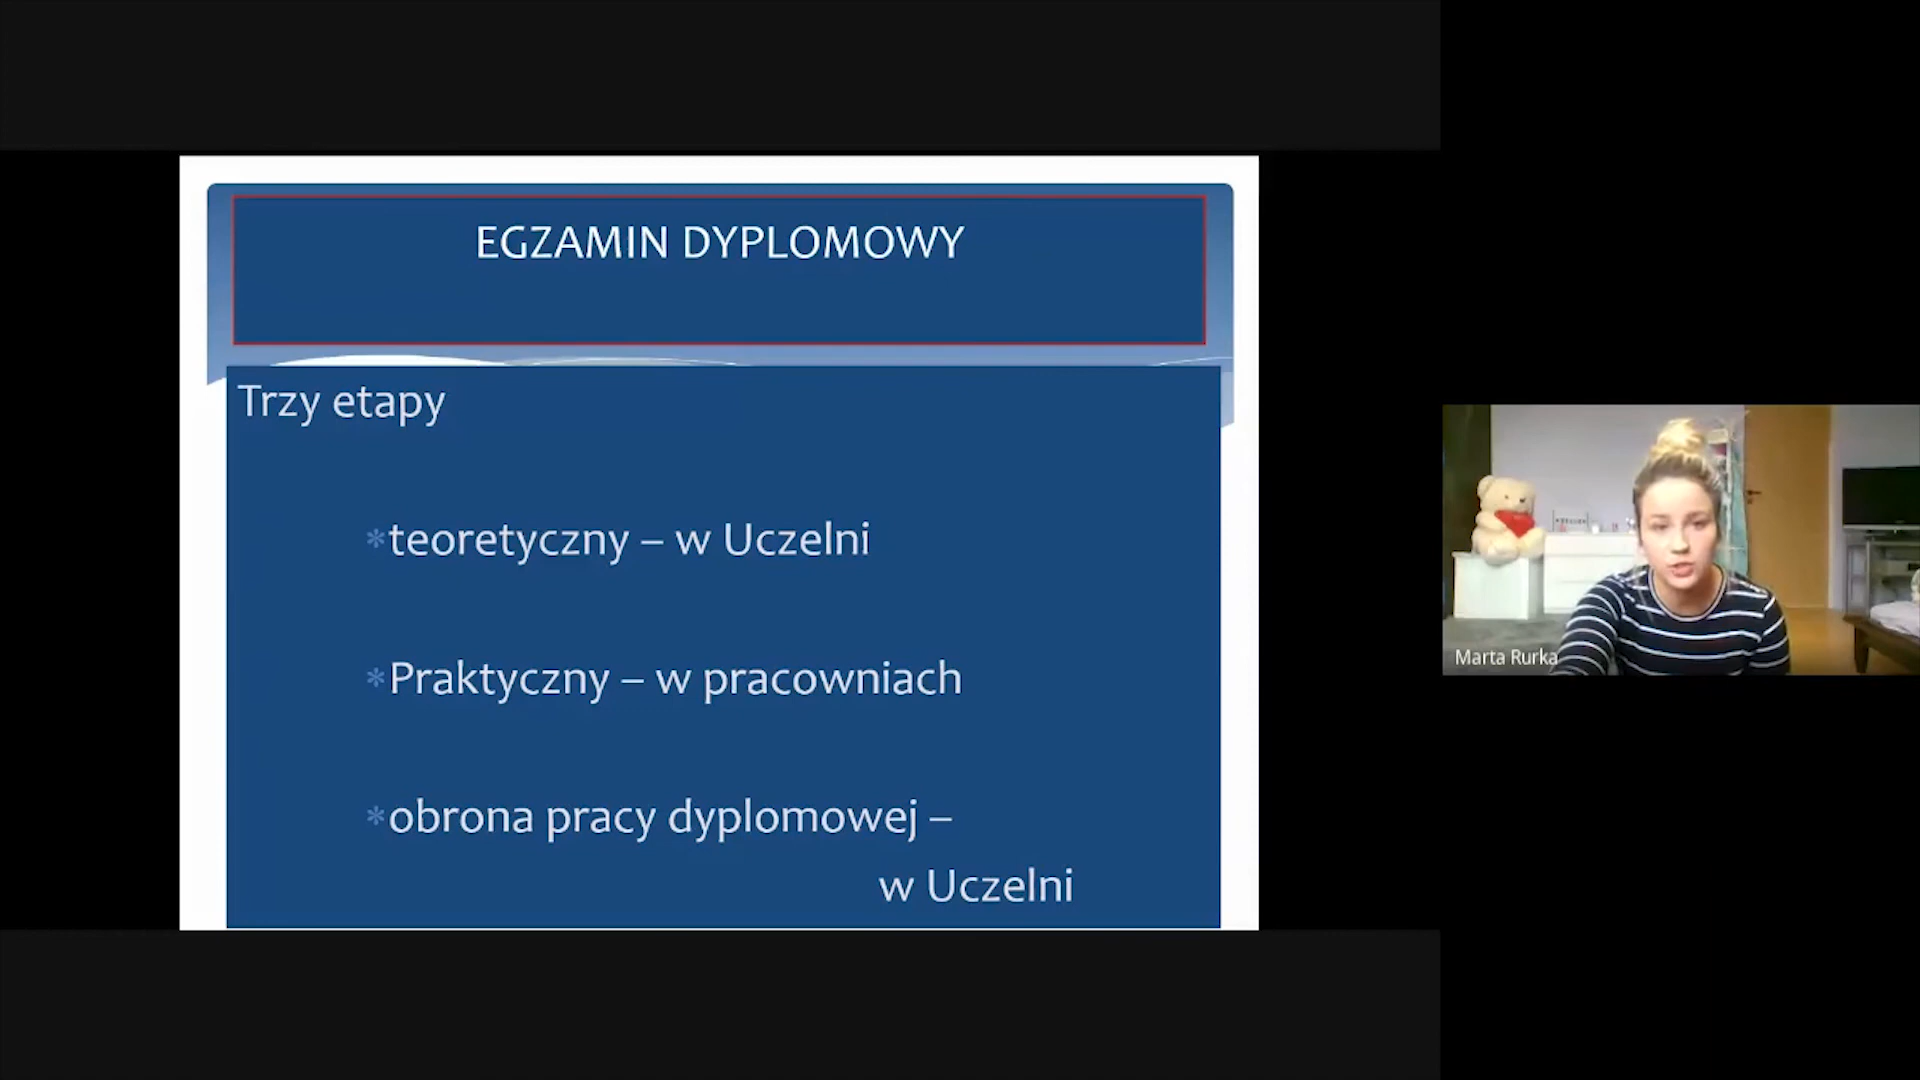 EGZAMIN DYPLOMOWY
Trzy etapy
*teoretyczny – w Uczelni
*Praktyczny – w pracowniach
*obrona pracy dyplomowej –
w Uczelni
Marta Rurka